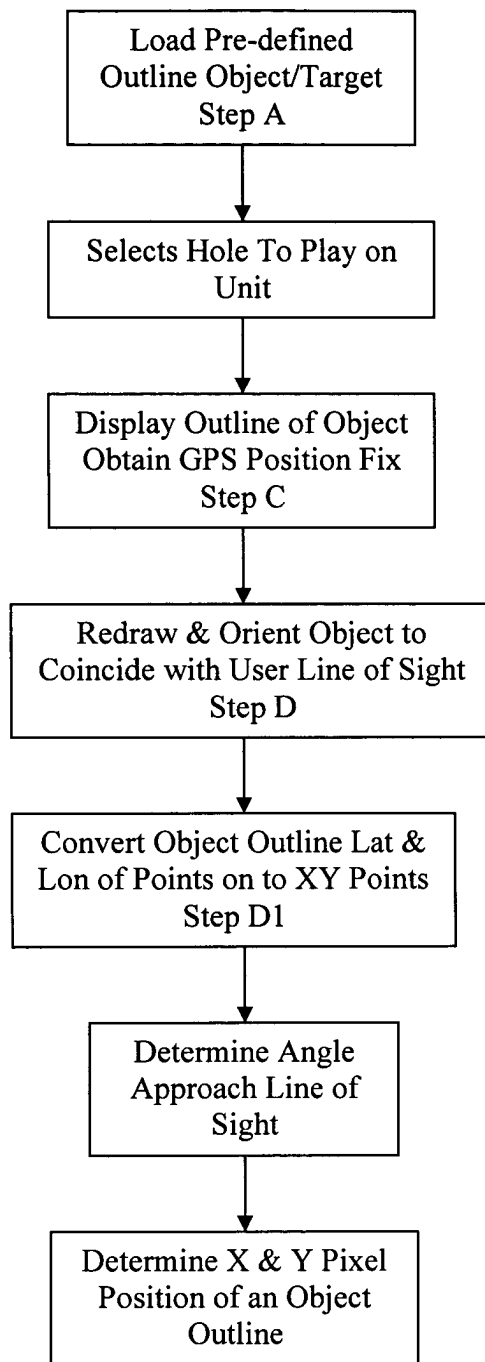 Load Pre-defined
Outline Object/Target
Step A
Selects Hole To Play on
Unit
Display Outline of Object
Obtain GPS Position Fix
Step C
Redraw & Orient Object to
Coincide with User Line of Sight
Step D
Convert Object Outline Lat &
Lon of Points on to XY Points
Step D1
Determine Angle
Approach Line of
Sight
Determine X & Y Pixel
Position of an Object
Outline